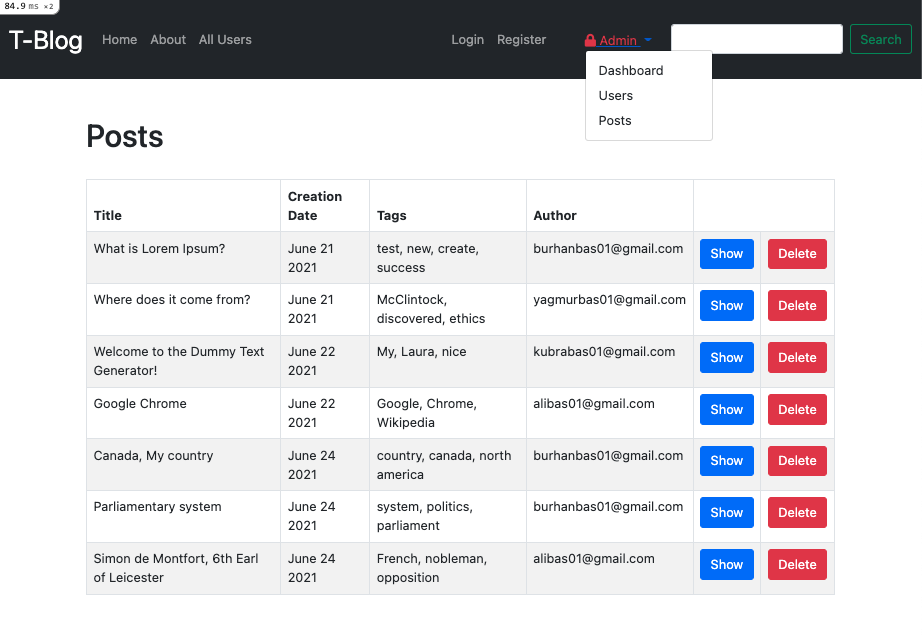 84.9 ms ×2
T-Blog Home About All Users Login Register Admin Search
Dashboard
Users
Posts
Posts
Title Creation Date Tags Author
What is Lorem Ipsum? June 21 2021 test, new, create, success burhanbas01@gmail.com Show Delete
Where does it come from? June 21 2021 McClintock, discovered, ethics yagmurbas01@gmail.com Show Delete
Welcome to the Dummy Text Generator! June 22 2021 My, Laura, nice kubrabas01@gmail.com Show Delete
Google Chrome June 22 2021 Google, Chrome, Wikipedia alibas01@gmail.com Show Delete
Canada, My country June 24 2021 country, canada, north america burhanbas01@gmail.com Show Delete
Parliamentary system June 24 2021 system, politics, parliament burhanbas01@gmail.com Show Delete
Simon de Montfort, 6th Earl of Leicester June 24 2021 French, nobleman, opposition alibas01@gmail.com Show Delete